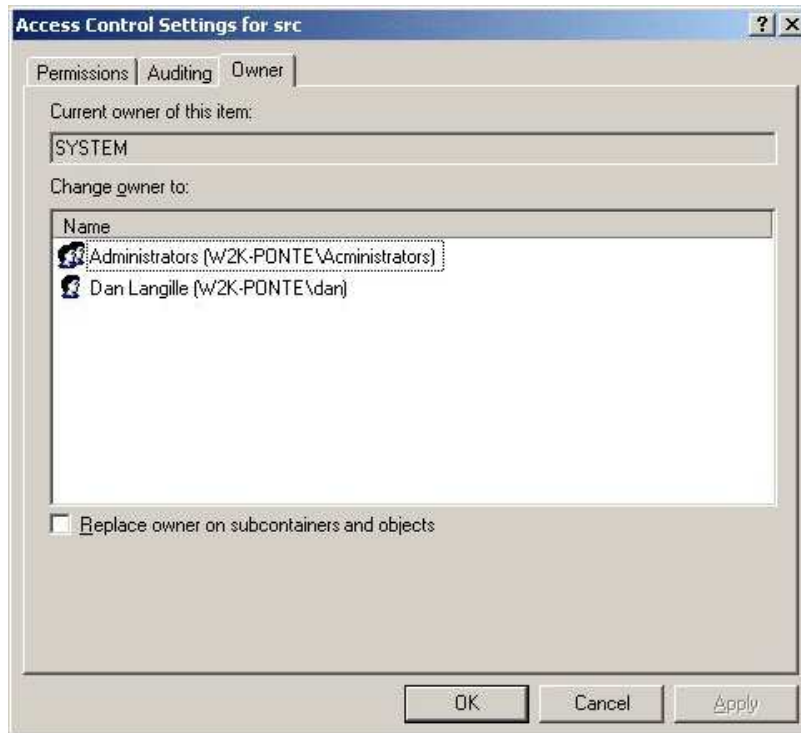 Access Control Settings for src
Permissions Auditing Owner
Current owner of this item:
SYSTEM
Change owner to:
Name
Administrators (W2K-PONTE\Acministrators)
Dan Langille (W2K-PONTE\dan)
Replace owner on subcontainers and objects
OK Cancel Apply